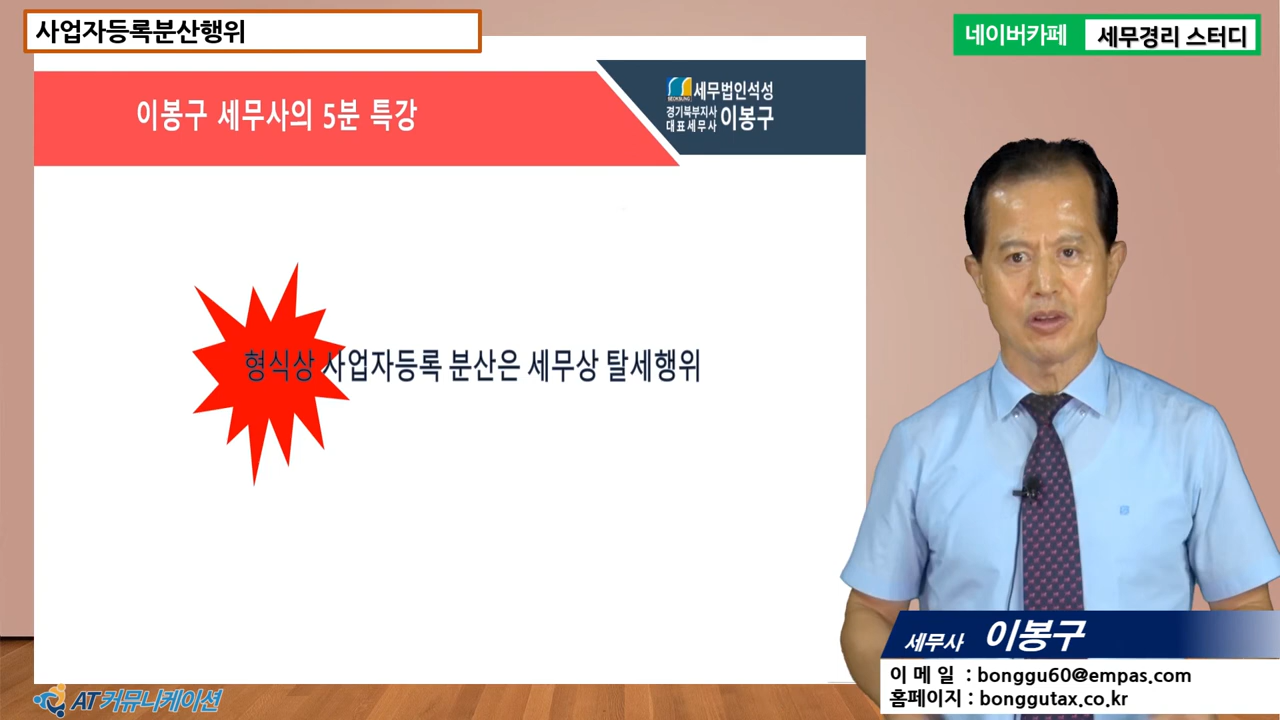 사업자등록분산행위
네이버카페 세무경리 스터디
이봉구 세무사의 5분 특강
세무법인석성
경기북부지사
대표세무사 이봉구
형식상 사업자등록 분산은 세무상 탈세행위
세무사 이봉구
이 메 일 : bonggu60@empas.com
홈페이지 : bonggutax.co.kr
AT커뮤니케이션